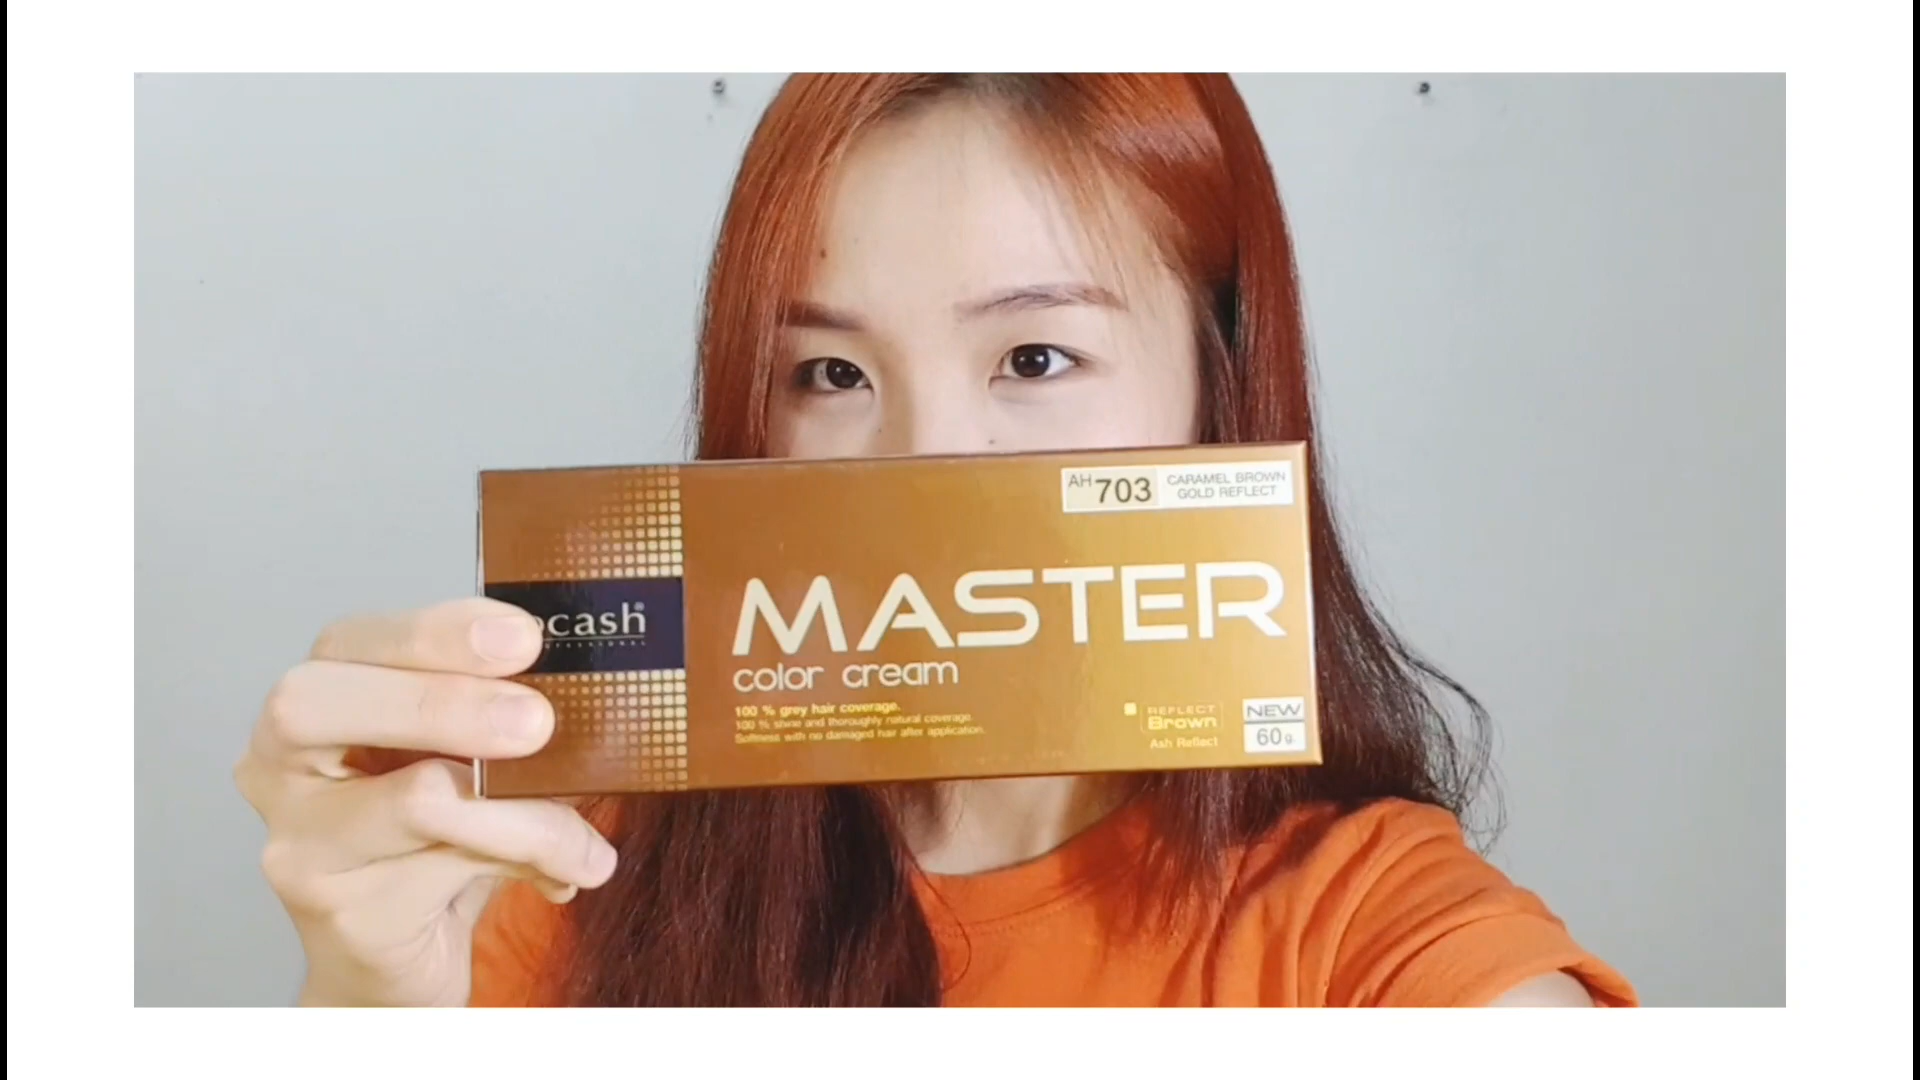 AH 703
CARAMEL BROWN
GOLD REFLECT
cash®
MASTER
color cream
100 % grey hair coverage.
100 % shine and thoroughly natural coverage.
Softness with no damaged hair after application.
REFLECT
Brown
Ash Reflect
NEW
60 g.